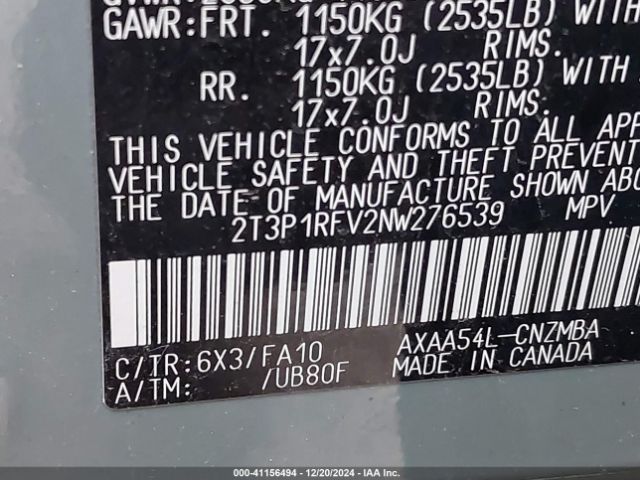 GAWR:FRT. 1150KG (2535LB) WITH
17x7.0J RIMS.
RR. 1150KG (2535LB) WITH
17x7.0J RIMS.
THIS VEHICLE CONFORMS TO ALL APP
VEHICLE SAFETY AND THEFT PREVENT
THE DATE OF MANUFACTURE SHOWN ABO
2T3P1RFV2NW276539 MPV
C/TR:6X3/FA10 AXAA54L-CNZMBA
A/TM: /UB80F MADE IN CANADA
000-41156494 - 12/20/2024 - IAA Inc.